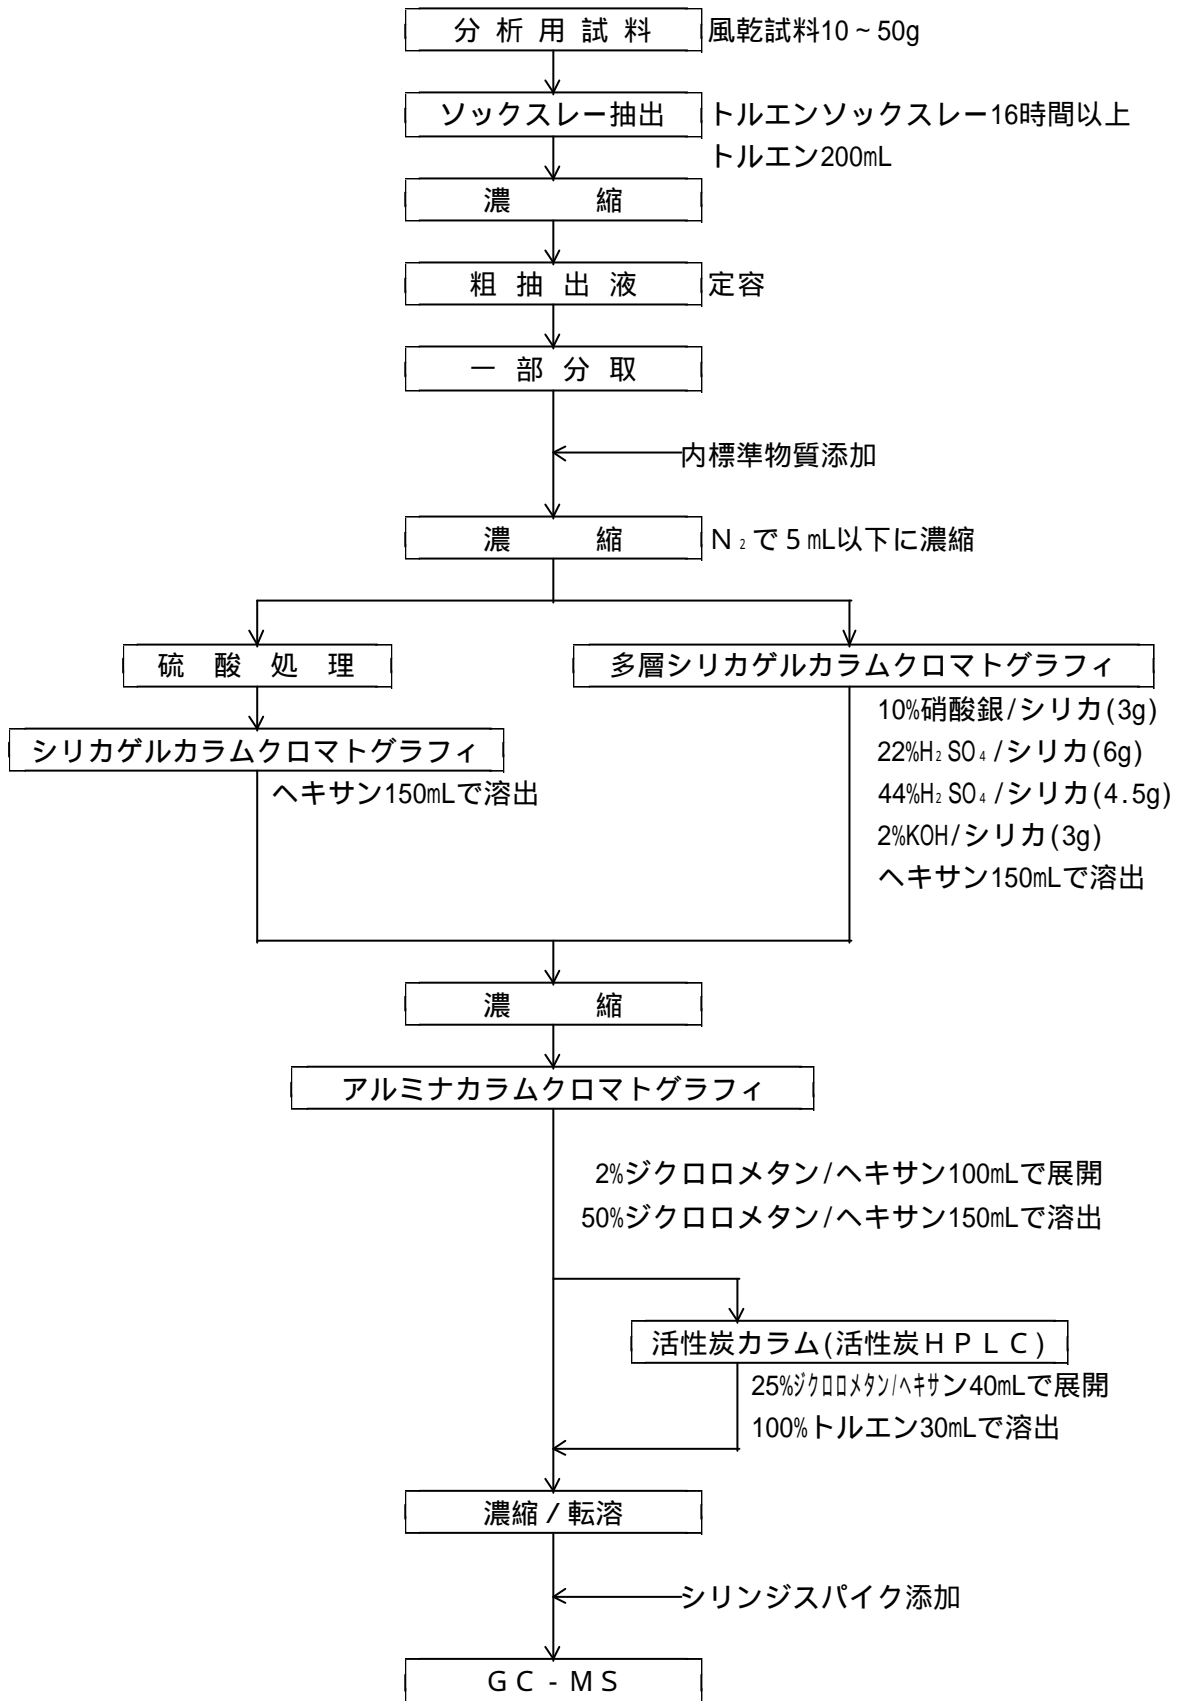 分析用試料 風乾試料10~50g
ソックスレー抽出 トルエンソックスレー16時間以上
トルエン200mL
濃縮
粗抽出液 定容
一部分取
内標準物質添加
濃縮 N₂で5mL以下に濃縮
硫酸処理 多層シリカゲルカラムクロマトグラフィ
10%硝酸銀/シリカ(3g)
シリカゲルカラムクロマトグラフィ 22%H₂SO₄/シリカ(6g)
ヘキサン150mLで溶出 44%H₂SO₄/シリカ(4.5g)
2%KOH/シリカ(3g)
ヘキサン150mLで溶出
濃縮
アルミナカラムクロマトグラフィ
2%ジクロロメタン/ヘキサン100mLで展開
50%ジクロロメタン/ヘキサン150mLで溶出
活性炭カラム(活性炭HPLC)
25%ジクロロメタン/ヘキサン40mLで展開
100%トルエン30mLで溶出
濃縮/転溶
シリンジスパイク添加
GC-MS